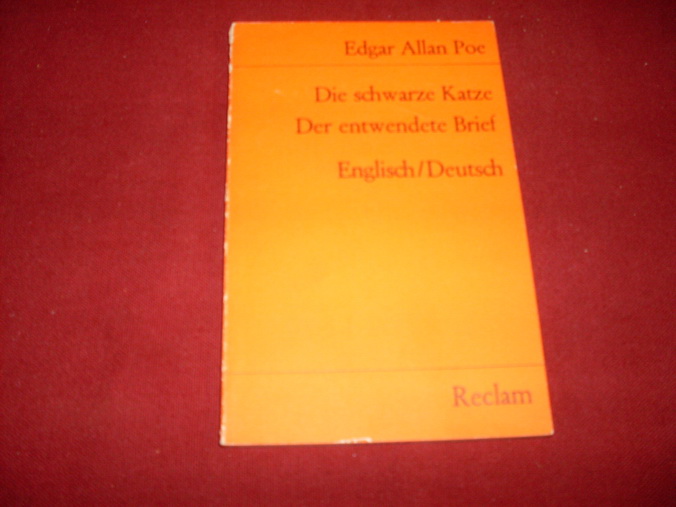 Edgar Allan Poe
Die schwarze Katze
Der entwendete Brief
Englisch/Deutsch
Reclam